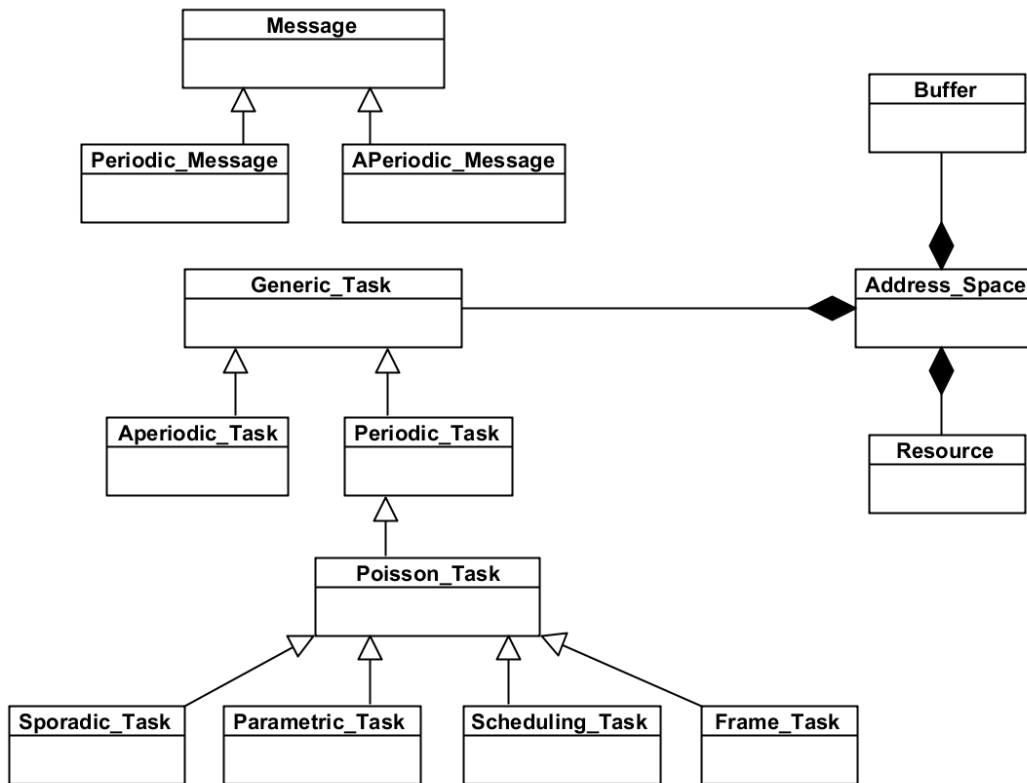 Message
Buffer
Periodic_Message
APeriodic_Message
Generic_Task
Address_Space
Aperiodic_Task
Periodic_Task
Resource
Poisson_Task
Sporadic_Task
Parametric_Task
Scheduling_Task
Frame_Task